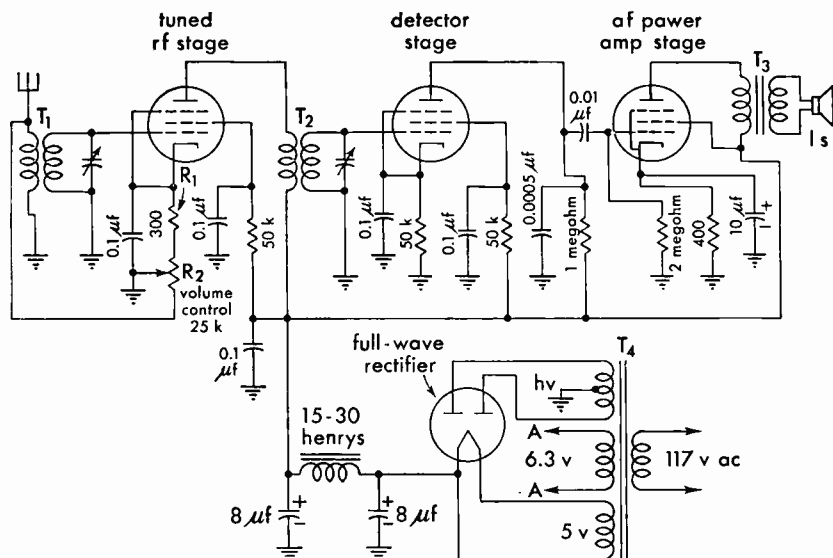 tuned
rf stage
detector
stage
af power
amp stage
T3
T1
T2
0.01
μf
ls
R1
300
0.1 μf
0.1 μf
50 k
R2
volume
control
25 k
0.1 μf
50 k
0.1 μf
50 k
0.0005 μf
1 megohm
2 megohm
400
10 μf
+
-
0.1
μf
full-wave
rectifier
T4
hv
15-30
henrys
A
6.3 v
A
117 v ac
+
-
8 μf
+
-
8 μf
5 v